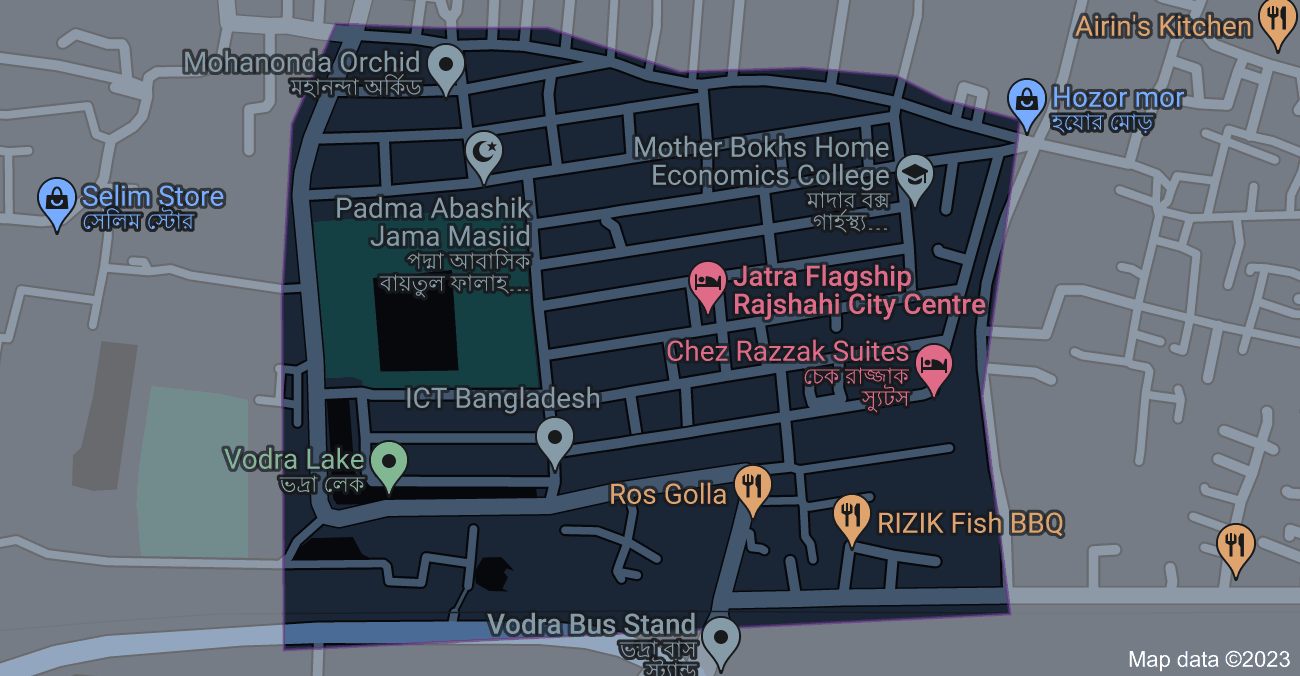 Airin's Kitchen
Mohanonda Orchid
মহানন্দা অর্কিড
Hozor mor
হযোর মোড়
Mother Bokhs Home
Economics College
মাদার বক্স
গার্হস্থ্য...
Selim Store
সেলিম স্টোর
Padma Abashik
Jama Masjid
পদ্মা আবাসিক
বায়তুল ফালাহ...
Jatra Flagship
Rajshahi City Centre
Chez Razzak Suites
চেক রাজ্জাক
স্যুটস
ICT Bangladesh
Vodra Lake
ভদ্রা লেক
Ros Golla
RIZIK Fish BBQ
Vodra Bus Stand
ভদ্রা বাস
স্ট্যান্ড
Map data ©2023